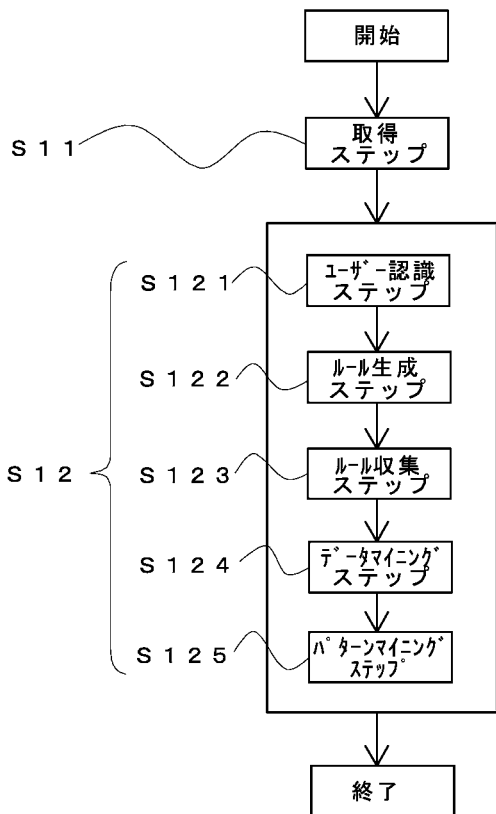 開始
S11
取得
ステップ
S12
S121
ユーザー認識
ステップ
S122
ルール生成
ステップ
S123
ルール収集
ステップ
S124
データマイニング
ステップ
S125
パターンマイニング
ステップ
終了